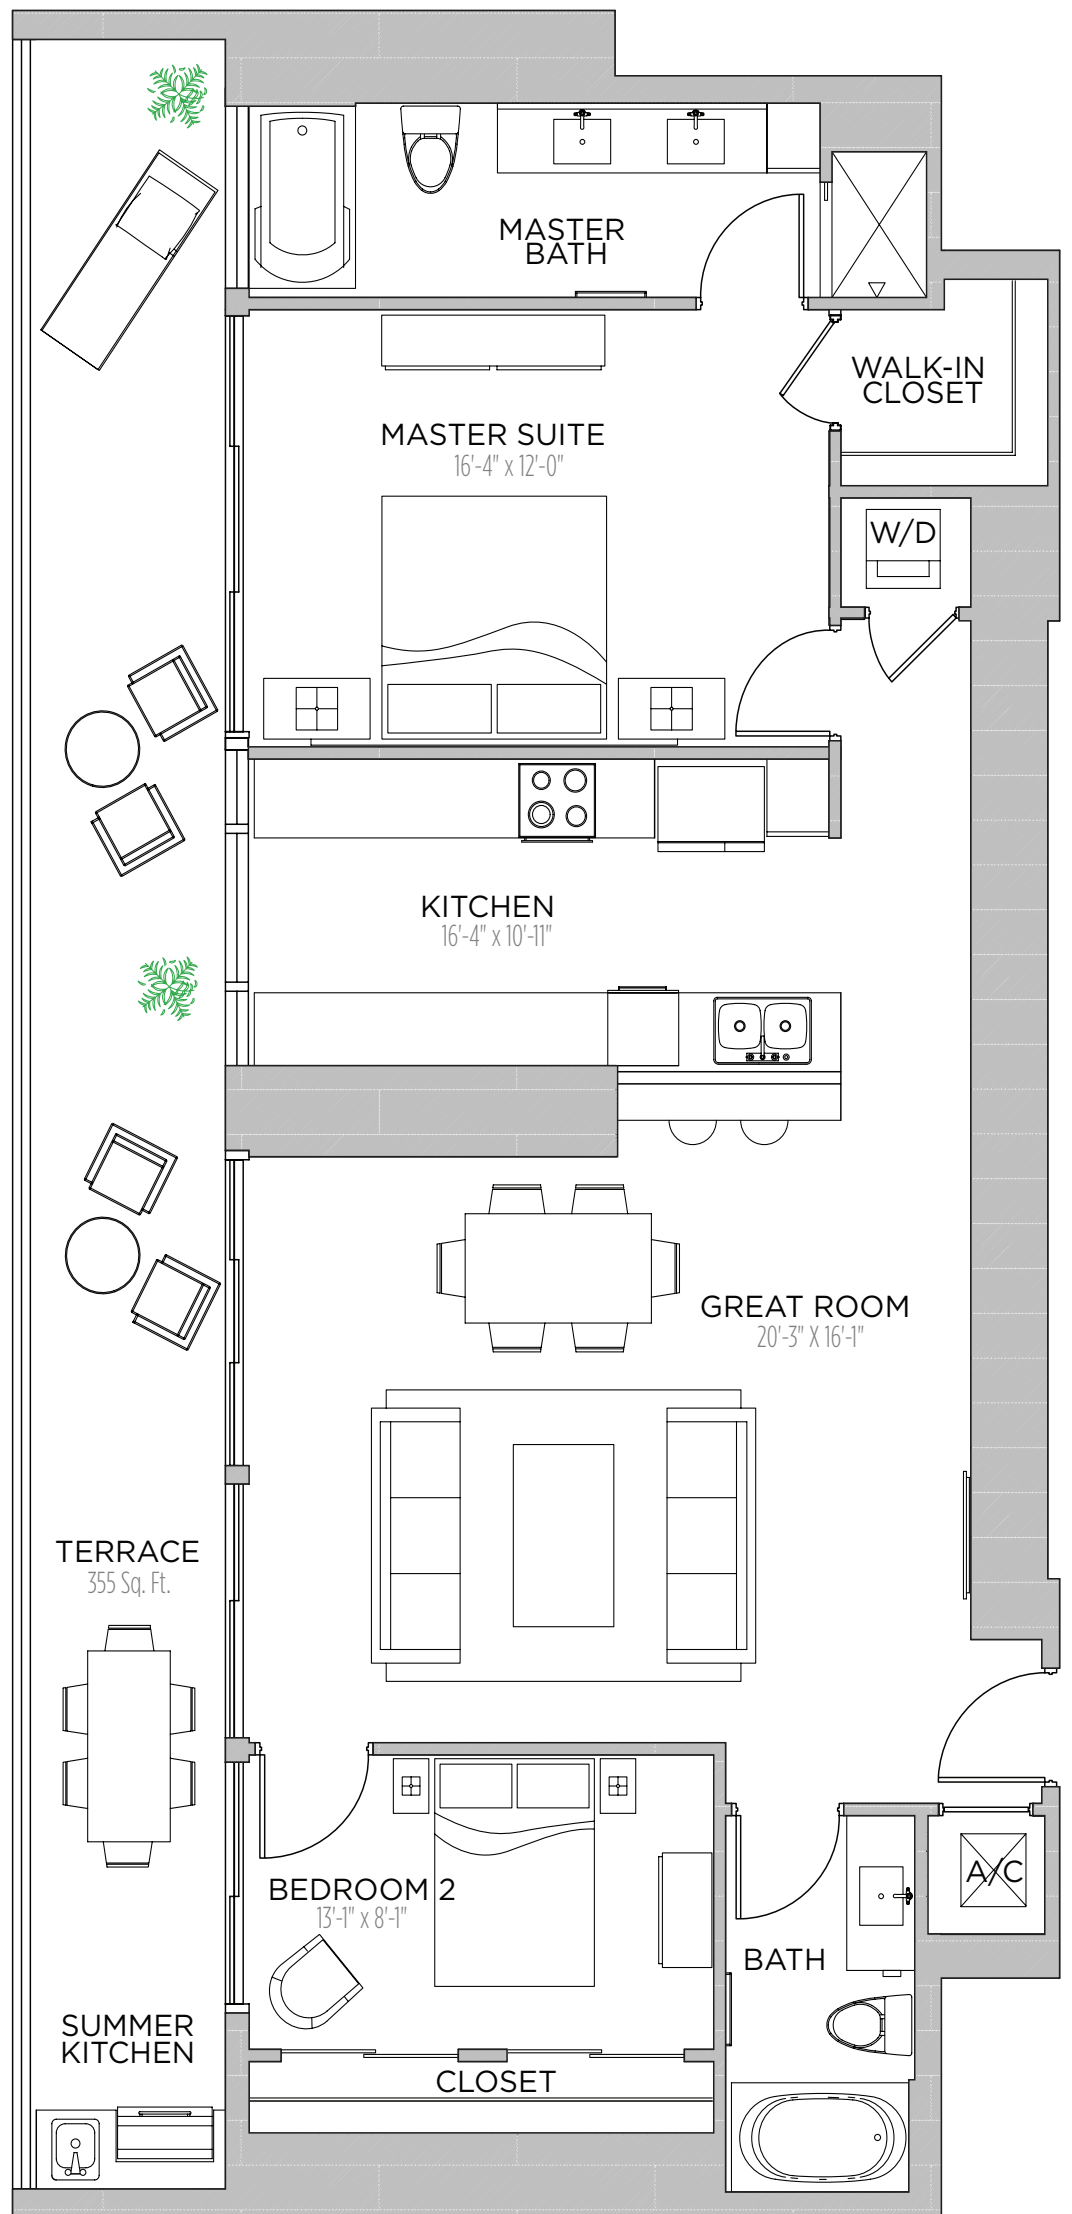 MASTER
BATH
WALK-IN
CLOSET
MASTER SUITE
16'-4" x 12'-0"
W/D
KITCHEN
16'-4" x 10'-11"
GREAT ROOM
20'-3" X 16'-1"
TERRACE
355 Sq. Ft.
BEDROOM 2
13'-1" x 8'-1"
A/C
BATH
SUMMER
KITCHEN
CLOSET